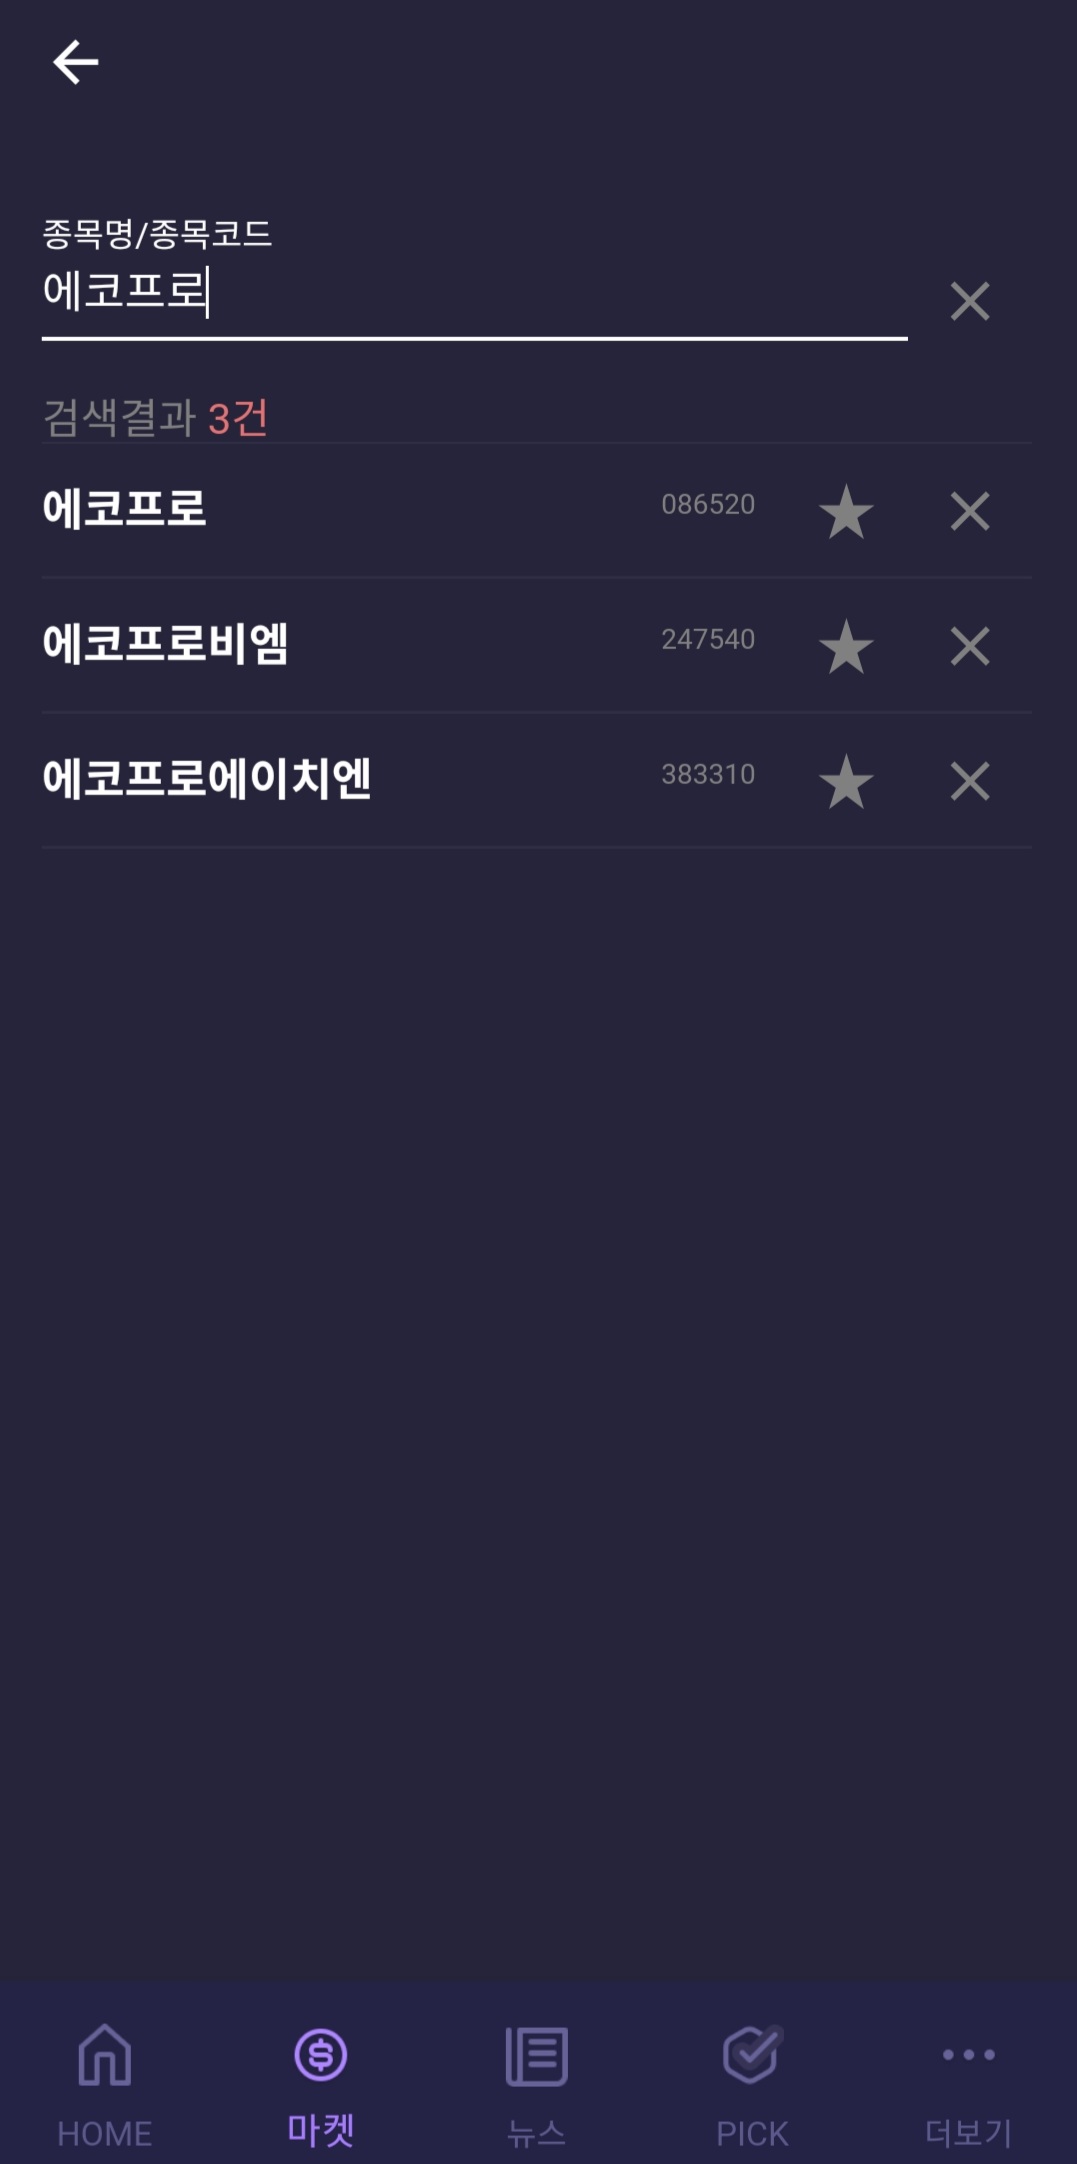 종목명/종목코드
에코프로
검색결과 3건
에코프로 086520
에코프로비엠 247540
에코프로에이치엔 383310
HOME 마켓 뉴스 PICK 더보기